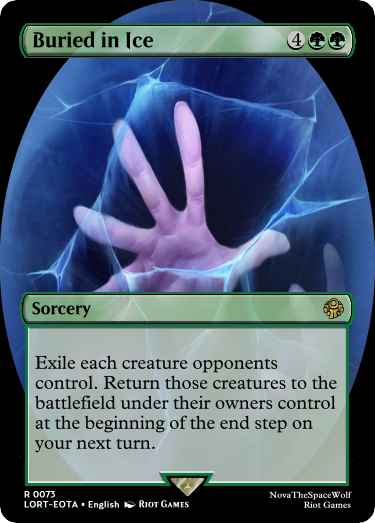 Buried in Ice 4
Sorcery
Exile each creature opponents
control. Return those creatures to the
battlefield under their owners control
at the beginning of the end step on
your next turn.
R 0073 NovaTheSpaceWolf
LORT-EOTA • English Riot Games Riot Games